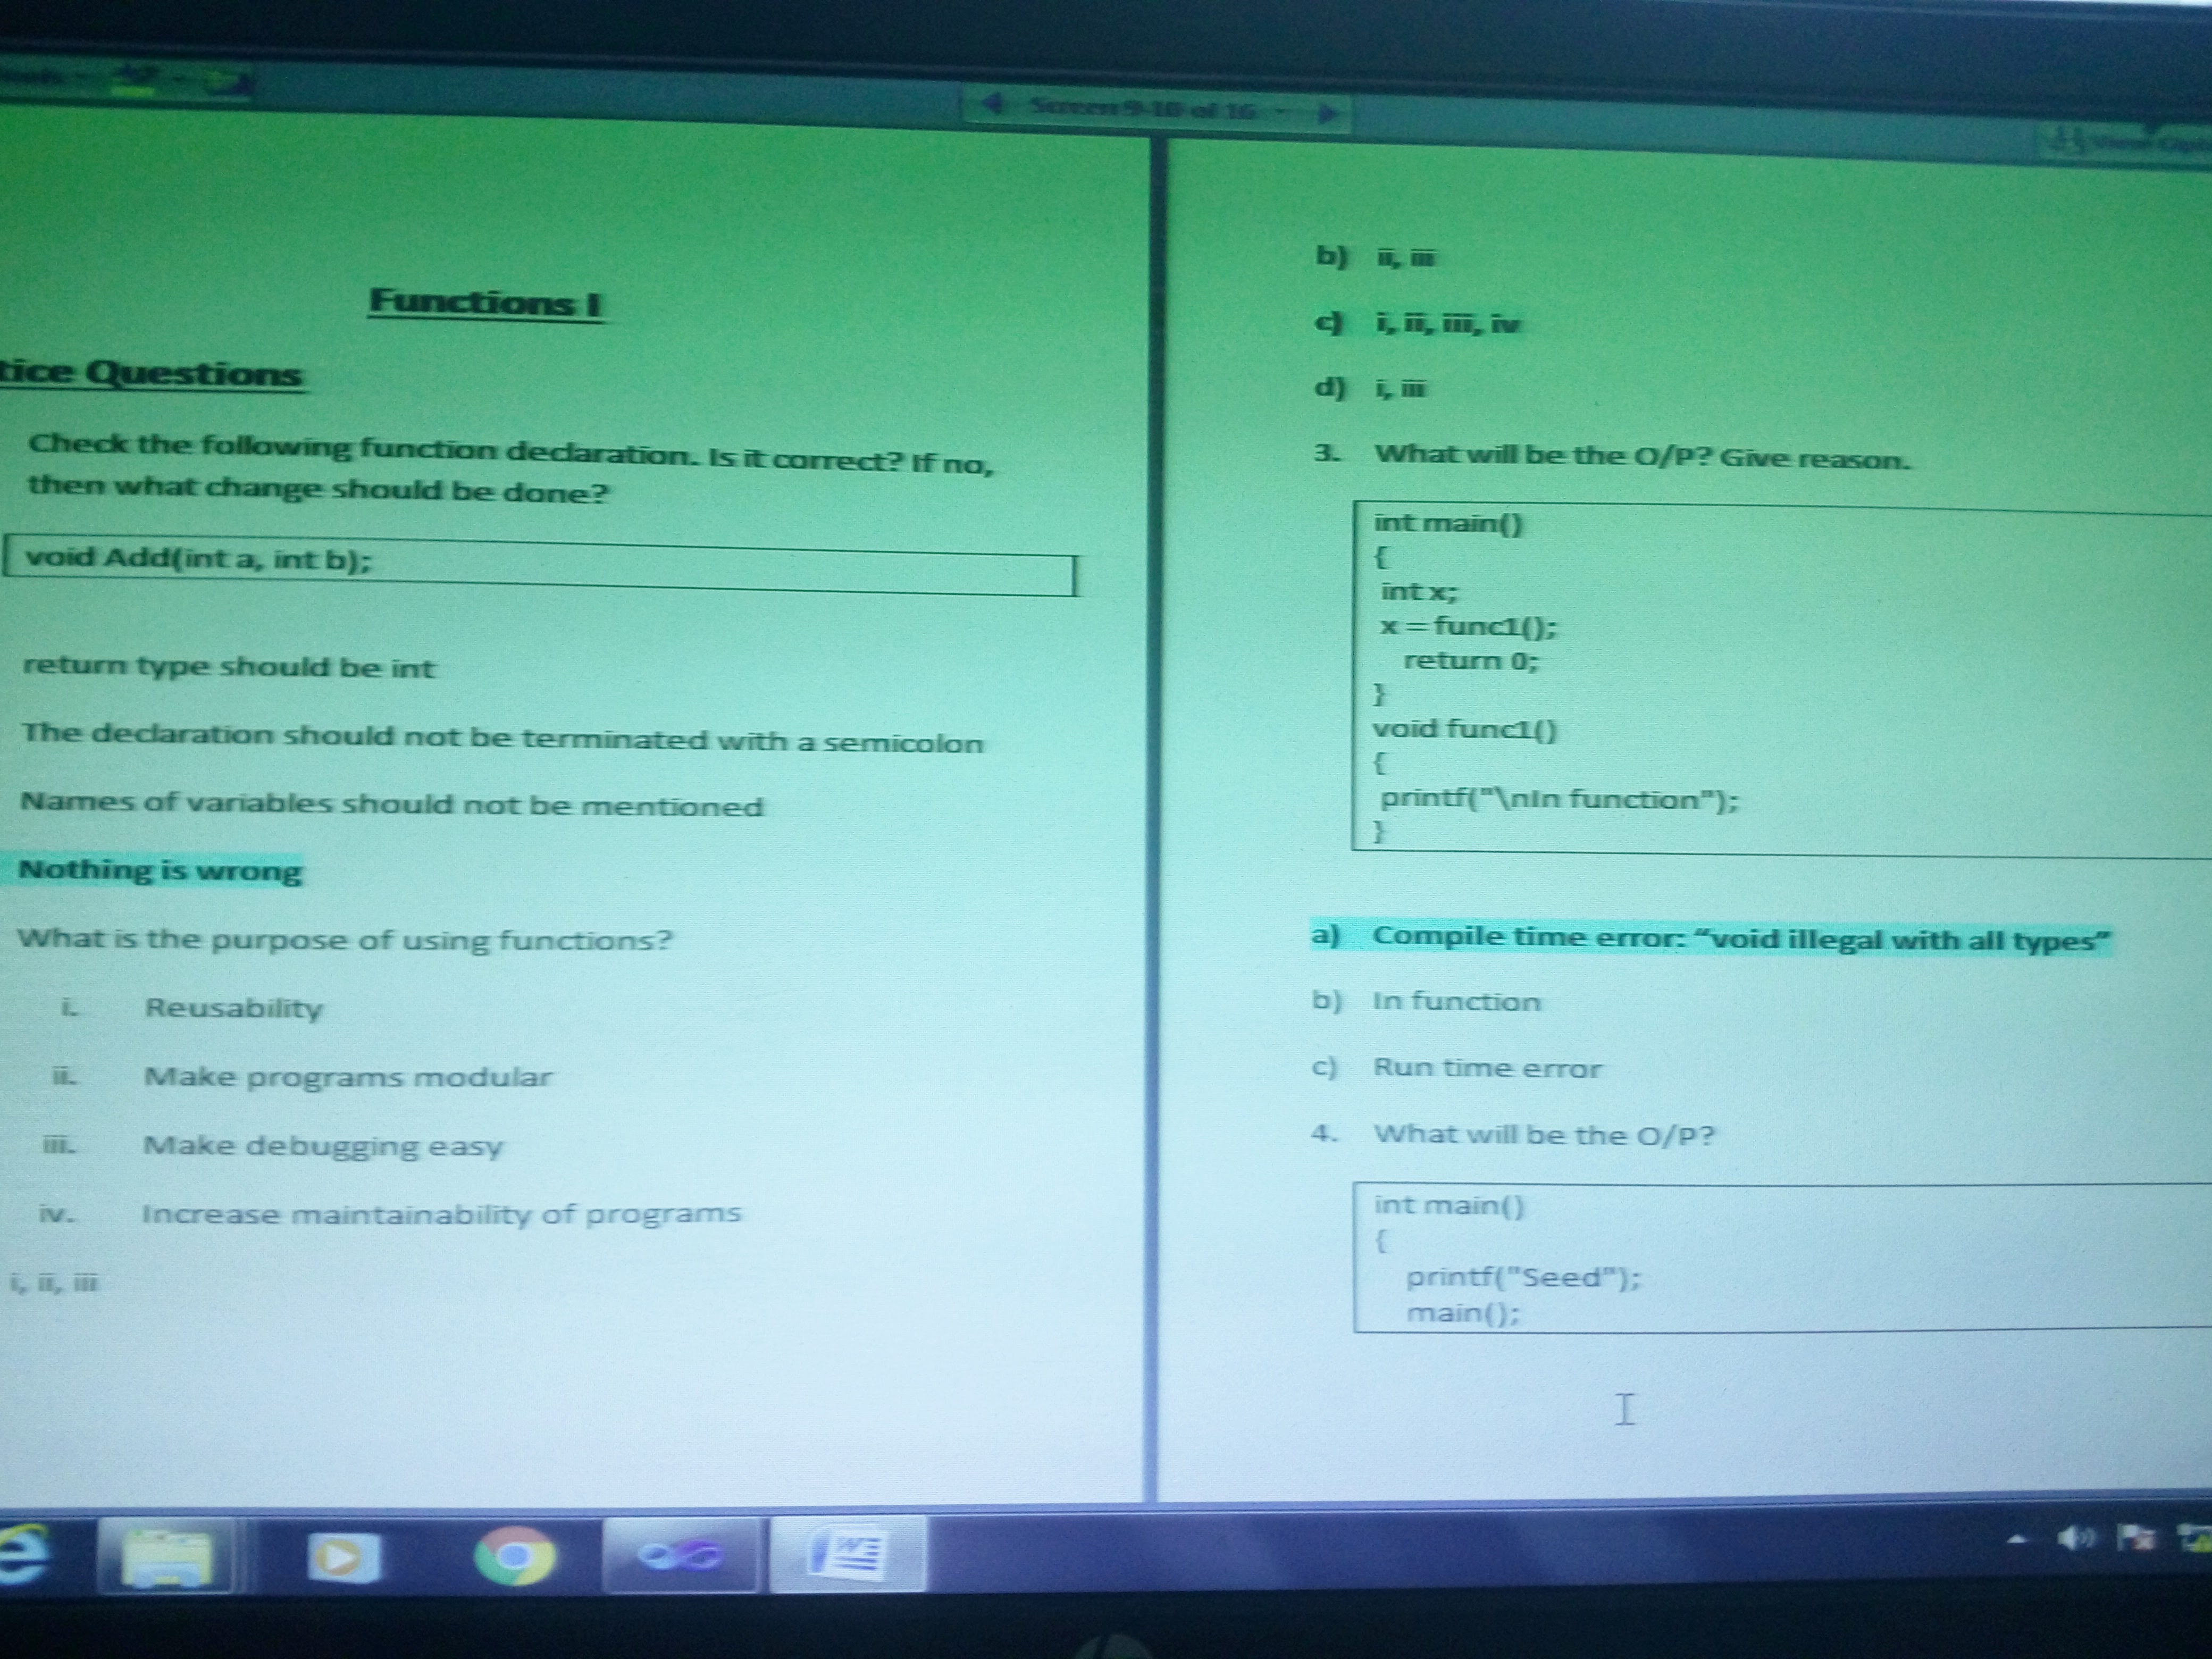 Screen 9-10 of 16
Functions I
tice Questions
Check the following function declaration. Is it correct? If no,
then what change should be done?
void Add(int a, int b);
return type should be int
The declaration should not be terminated with a semicolon
Names of variables should not be mentioned
Nothing is wrong
What is the purpose of using functions?
i. Reusability
ii. Make programs modular
iii. Make debugging easy
iv. Increase maintainability of programs
i, ii, iii
b) ii, iii
c) i, ii, iii, iv
d) i, iii
3. What will be the O/P? Give reason.
int main()
{
int x;
x = func1();
return 0;
}
void func1()
{
printf("\nIn function");
}
a) Compile time error: “void illegal with all types”
b) In function
c) Run time error
4. What will be the O/P?
int main()
{
printf("Seed");
main();